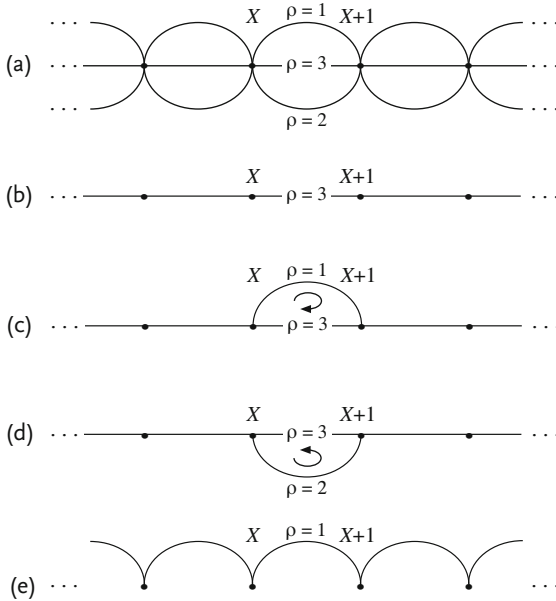 X ρ = 1 X+1
. . . . . .
(a) . . . ρ = 3 . . .
. . . ρ = 2 . . .
X X+1
(b) . . . ρ = 3 . . .
X ρ = 1 X+1
(c) . . . ρ = 3 . . .
X X+1
(d) . . . ρ = 3 . . .
ρ = 2
X ρ = 1 X+1
(e) . . . . . .